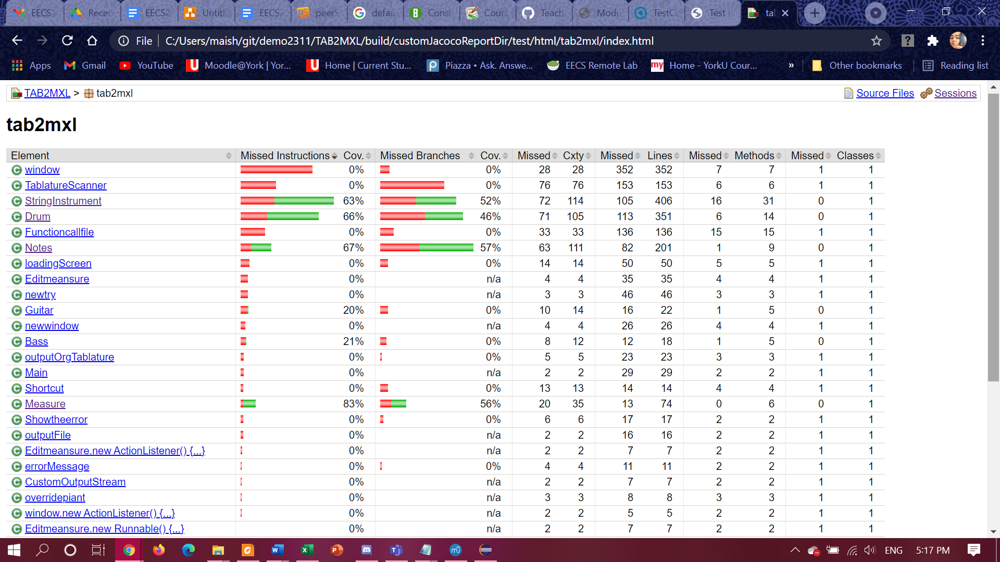 EECS1 Recen EECS2 Untitl EECS2 peerS defau Const Cours Teach Modu TestCo Test re tal
File C:/Users/maish/git/demo2311/TAB2MXL/build/customJacocoReportDir/test/html/tab2mxl/index.html
Apps Gmail YouTube Moodle@York | Yor... Home | Current Stu... Piazza • Ask. Answe... EECS Remote Lab my Home - YorkU Cour... » Other bookmarks Reading list
TAB2MXL > tab2mxl Source Files Sessions
tab2mxl
Element Missed Instructions Cov. Missed Branches Cov. Missed Cxty Missed Lines Missed Methods Missed Classes
window 0% 0% 28 28 352 352 7 7 1 1
TablatureScanner 0% 0% 76 76 153 153 6 6 1 1
StringInstrument 63% 52% 72 114 105 406 16 31 0 1
Drum 66% 46% 71 105 113 351 6 14 0 1
Functioncallfile 0% 0% 33 33 136 136 15 15 1 1
Notes 67% 57% 63 111 82 201 1 9 0 1
loadingScreen 0% 0% 14 14 50 50 5 5 1 1
Editmeansure 0% n/a 4 4 35 35 4 4 1 1
newtry 0% n/a 3 3 46 46 3 3 1 1
Guitar 20% 0% 10 14 16 22 1 5 0 1
newwindow 0% n/a 4 4 26 26 4 4 1 1
Bass 21% 0% 8 12 12 18 1 5 0 1
outputOrgTablature 0% 0% 5 5 23 23 3 3 1 1
Main 0% n/a 2 2 29 29 2 2 1 1
Shortcut 0% 0% 13 13 14 14 4 4 1 1
Measure 83% 56% 20 35 13 74 0 6 0 1
Showtheerror 0% 0% 6 6 17 17 2 2 1 1
outputFile 0% n/a 2 2 16 16 2 2 1 1
Editmeansure.new ActionListener() {...} 0% n/a 2 2 7 7 2 2 1 1
errorMessage 0% 0% 4 4 11 11 2 2 1 1
CustomOutputStream 0% n/a 2 2 7 7 2 2 1 1
overridepiant 0% n/a 3 3 8 8 3 3 1 1
window.new ActionListener() {...} 0% n/a 2 2 5 5 2 2 1 1
Editmeansure.new Runnable() {...} 0% n/a 2 2 7 7 2 2 1 1
ENG 5:17 PM